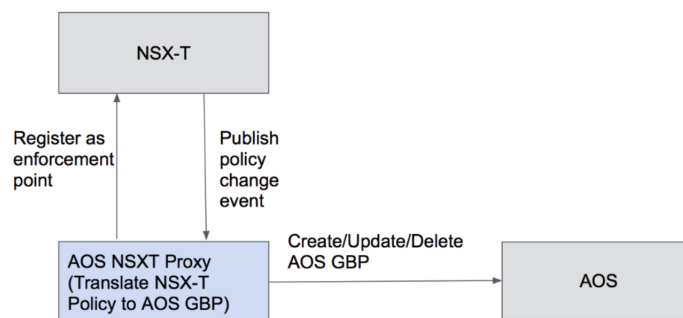 NSX-T
Register as
enforcement
point
Publish
policy
change
event
AOS NSXT Proxy
(Translate NSX-T
Policy to AOS GBP)
Create/Update/Delete
AOS GBP
AOS